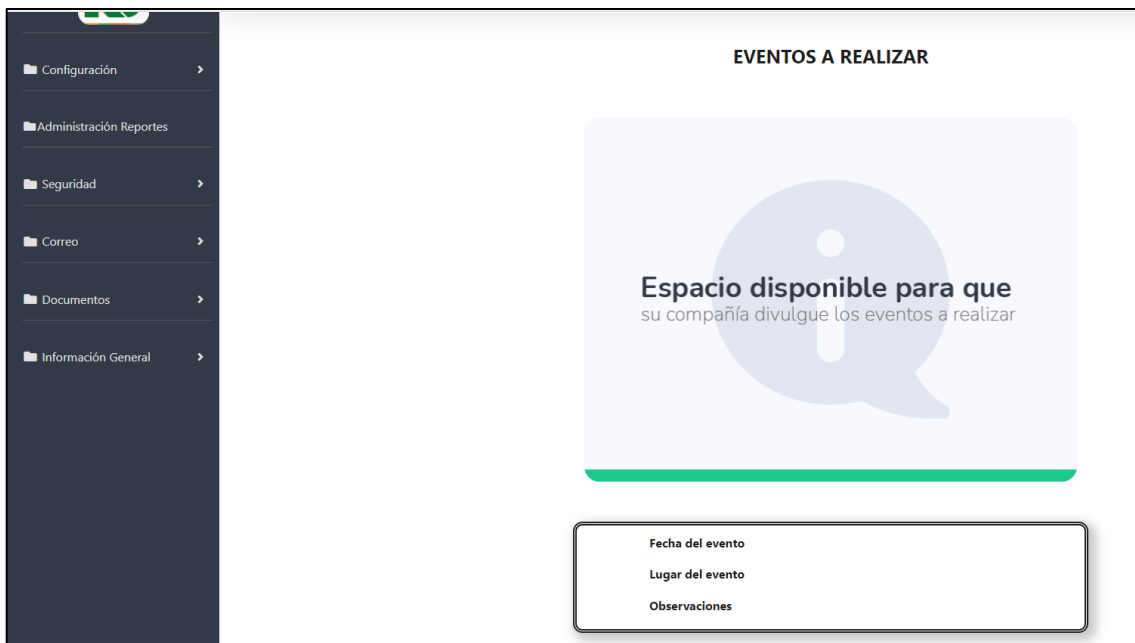 Configuración
Administración Reportes
Seguridad
Correo
Documentos
Información General
EVENTOS A REALIZAR
Espacio disponible para que
su compañía divulgue los eventos a realizar
Fecha del evento
Lugar del evento
Observaciones